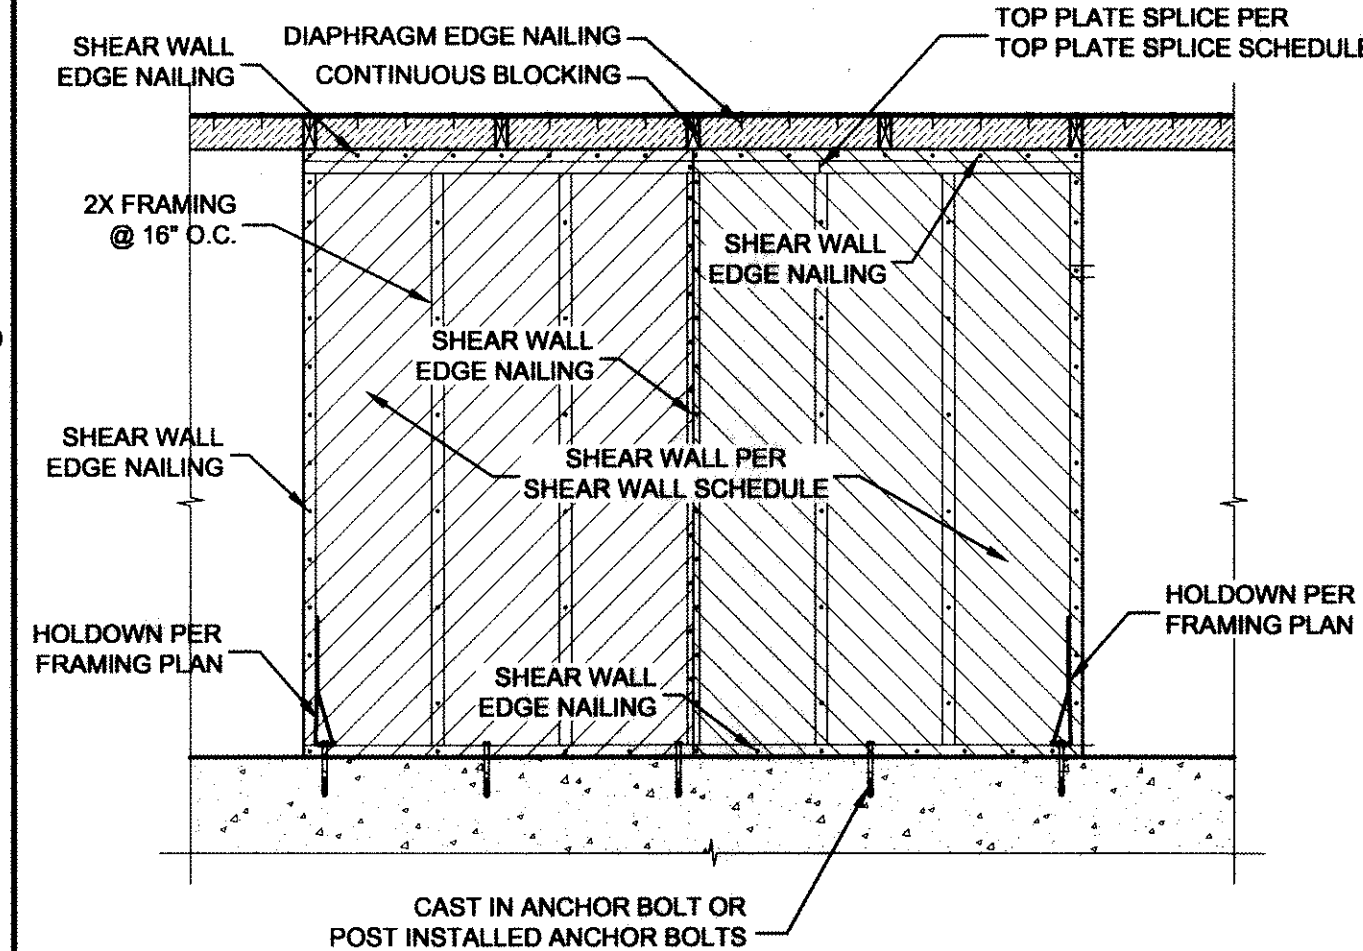 SHEAR WALL
EDGE NAILING
DIAPHRAGM EDGE NAILING
CONTINUOUS BLOCKING
TOP PLATE SPLICE PER
TOP PLATE SPLICE SCHEDULE
2X FRAMING
@ 16" O.C.
SHEAR WALL
EDGE NAILING
SHEAR WALL
EDGE NAILING
SHEAR WALL
EDGE NAILING
SHEAR WALL PER
SHEAR WALL SCHEDULE
HOLDOWN PER
FRAMING PLAN
HOLDOWN PER
FRAMING PLAN
SHEAR WALL
EDGE NAILING
CAST IN ANCHOR BOLT OR
POST INSTALLED ANCHOR BOLTS